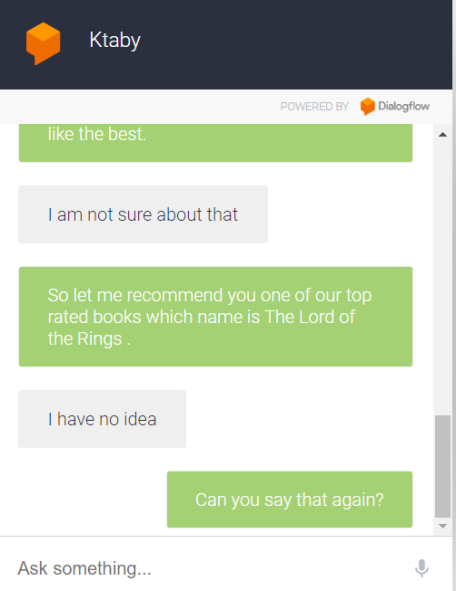 Ktaby
POWERED BY Dialogflow
like the best.
I am not sure about that
So let me recommend you one of our top
rated books which name is The Lord of
the Rings .
I have no idea
Can you say that again?
Ask something...